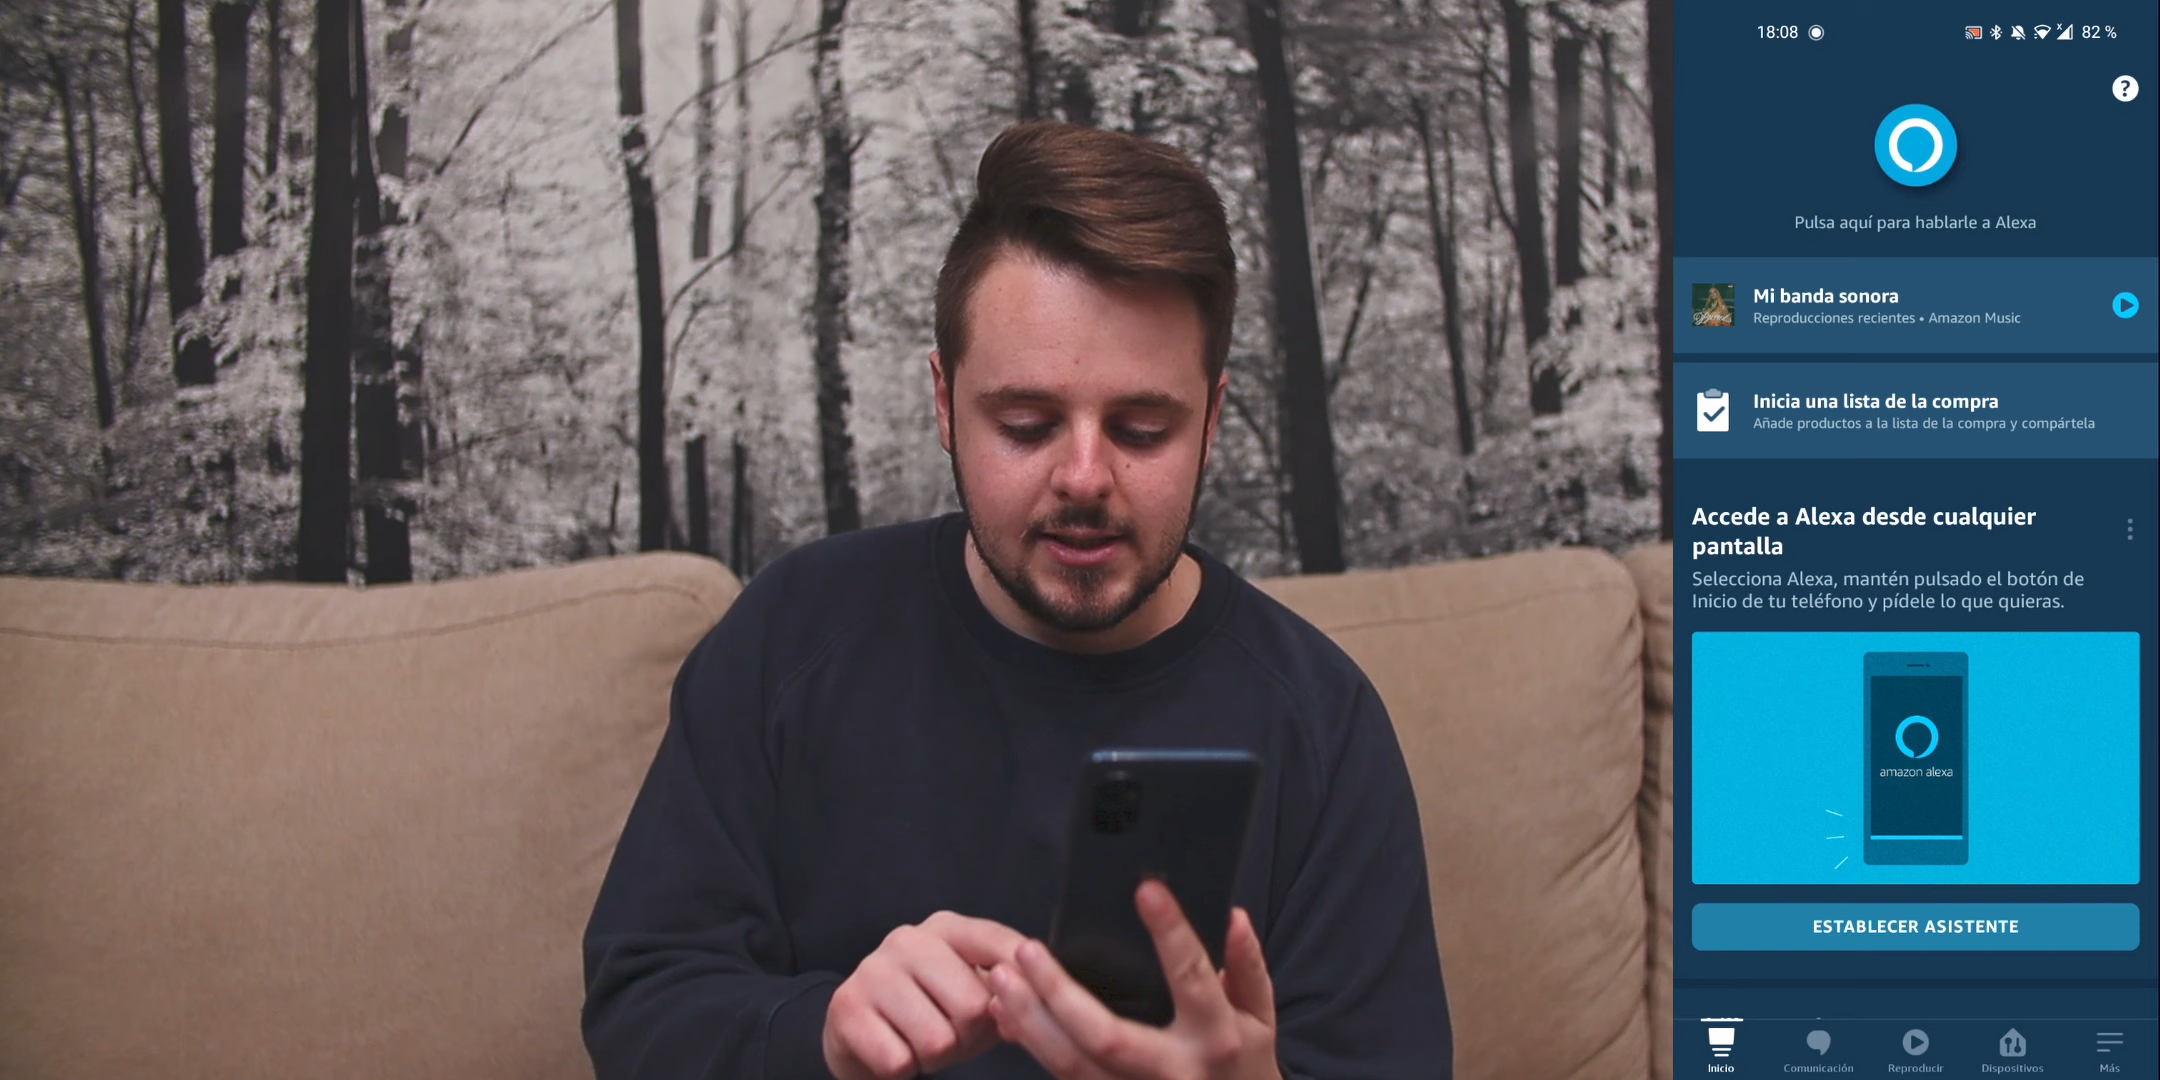 18:08 82 %
?
Pulsa aquí para hablarle a Alexa
Mi banda sonora
Reproducciones recientes • Amazon Music
Inicia una lista de la compra
Añade productos a la lista de la compra y compártela
Accede a Alexa desde cualquier
pantalla
Selecciona Alexa, mantén pulsado el botón de
Inicio de tu teléfono y pídele lo que quieras.
amazon alexa
ESTABLECER ASISTENTE
Inicio Comunicación Reproducir Dispositivos Más